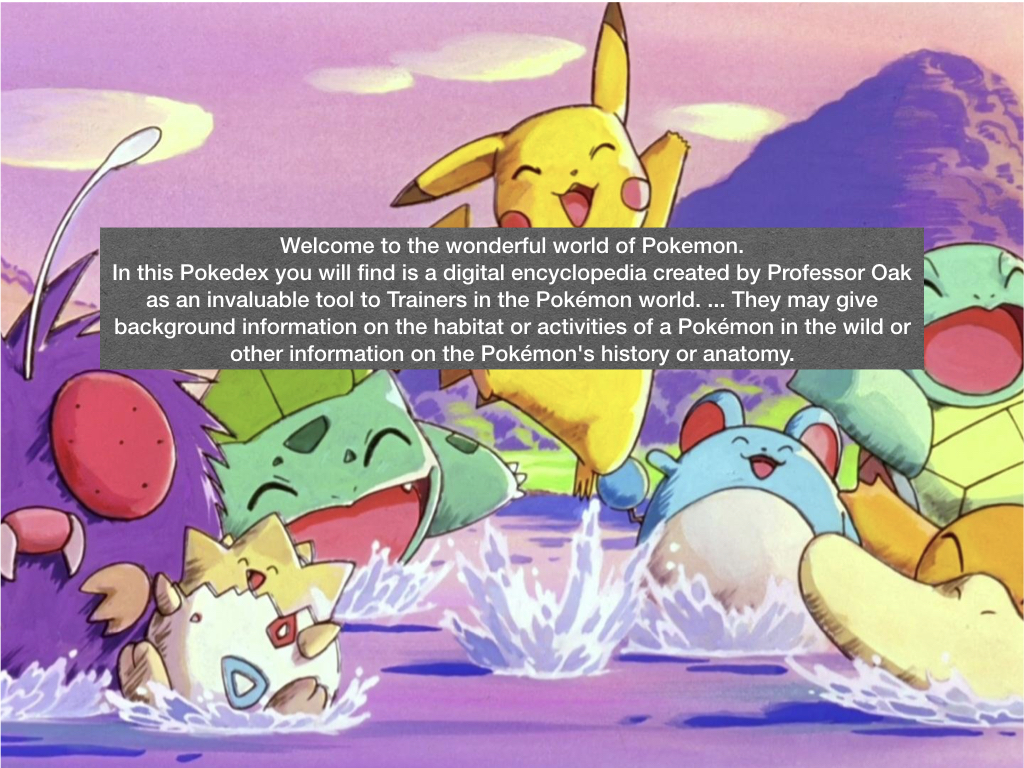 Welcome to the wonderful world of Pokemon.
In this Pokedex you will find is a digital encyclopedia created by Professor Oak
as an invaluable tool to Trainers in the Pokémon world. ... They may give
background information on the habitat or activities of a Pokémon in the wild or
other information on the Pokémon's history or anatomy.